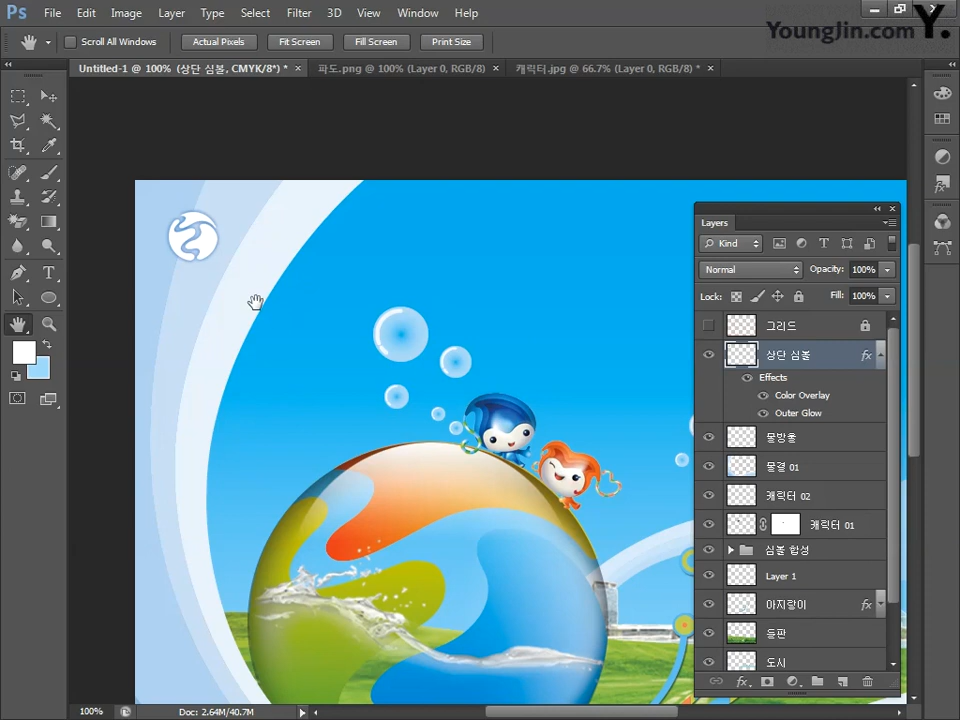 Ps File Edit Image Layer Type Select Filter 3D View Window Help
YoungJin.com Y.
Scroll All Windows Actual Pixels Fit Screen Fill Screen Print Size
Untitled-1 @ 100% (상단 심볼, CMYK/8*) * × 파도.png @ 100% (Layer 0, RGB/8) × 캐릭터.jpg @ 66.7% (Layer 0, RGB/8) * ×
Layers
Kind
Normal Opacity: 100%
Lock: Fill: 100%
그리드
상단 심볼 fx
Effects
Color Overlay
Outer Glow
물방울
물결 01
캐릭터 02
캐릭터 01
심볼 합성
Layer 1
아지랑이 fx
들판
도시
fx
100% Doc: 2.64M/40.7M